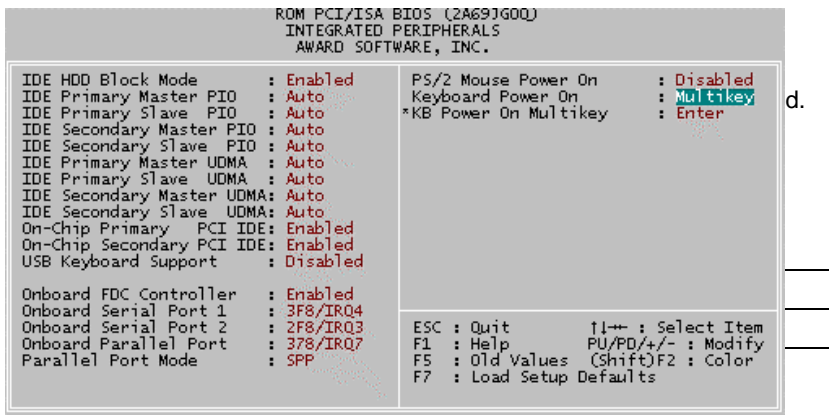 ROM PCI/ISA BIOS (2A69JG0Q)
INTEGRATED PERIPHERALS
AWARD SOFTWARE, INC.
IDE HDD Block Mode : Enabled
IDE Primary Master PIO : Auto
IDE Primary Slave PIO : Auto
IDE Secondary Master PIO : Auto
IDE Secondary Slave PIO : Auto
IDE Primary Master UDMA : Auto
IDE Primary Slave UDMA : Auto
IDE Secondary Master UDMA: Auto
IDE Secondary Slave UDMA: Auto
On-Chip Primary PCI IDE: Enabled
On-Chip Secondary PCI IDE: Enabled
USB Keyboard Support : Disabled
Onboard FDC Controller : Enabled
Onboard Serial Port 1 : 3F8/IRQ4
Onboard Serial Port 2 : 2F8/IRQ3
Onboard Parallel Port : 378/IRQ7
Parallel Port Mode : SPP
PS/2 Mouse Power On : Disabled
Keyboard Power On : Multikey
*KB Power On Multikey : Enter
d.
ESC : Quit ↑↓→← : Select Item
F1 : Help PU/PD/+/- : Modify
F5 : Old Values (Shift)F2 : Color
F7 : Load Setup Defaults